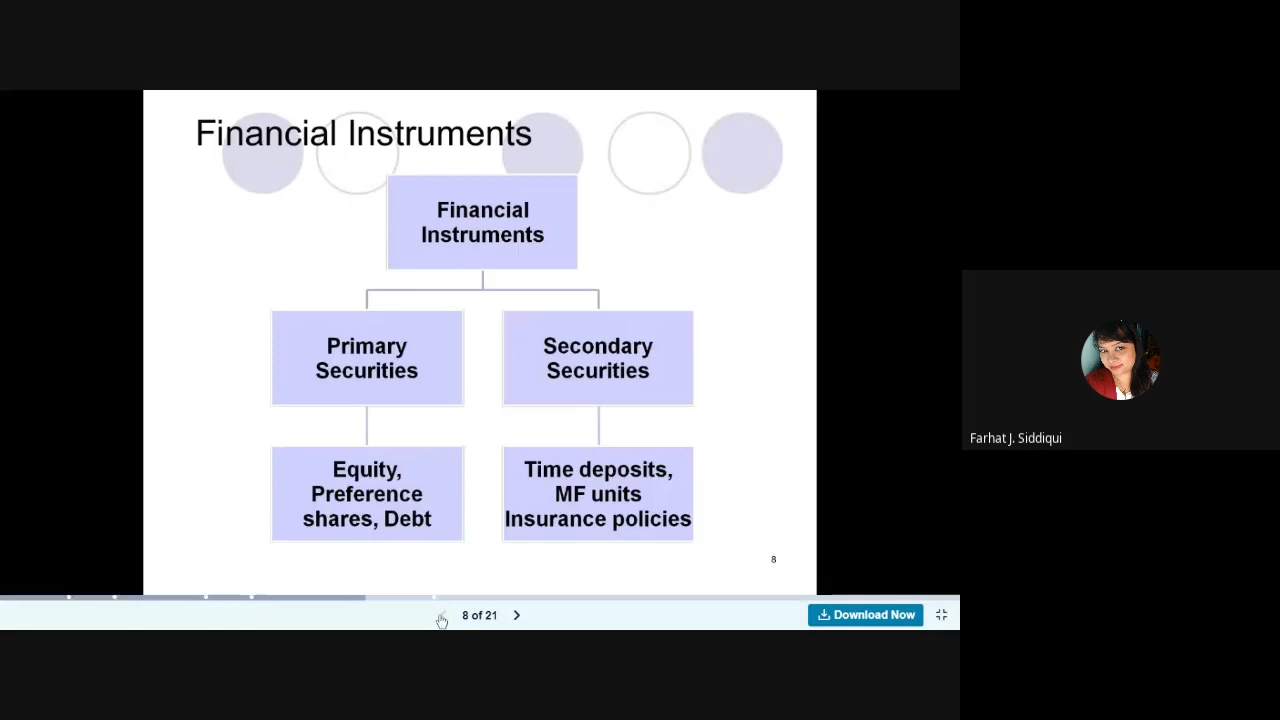 Financial Instruments
Financial
Instruments
Primary
Securities
Secondary
Securities
Equity,
Preference
shares, Debt
Time deposits,
MF units
Insurance policies
8
8 of 21
Download Now
Farhat J. Siddiqui